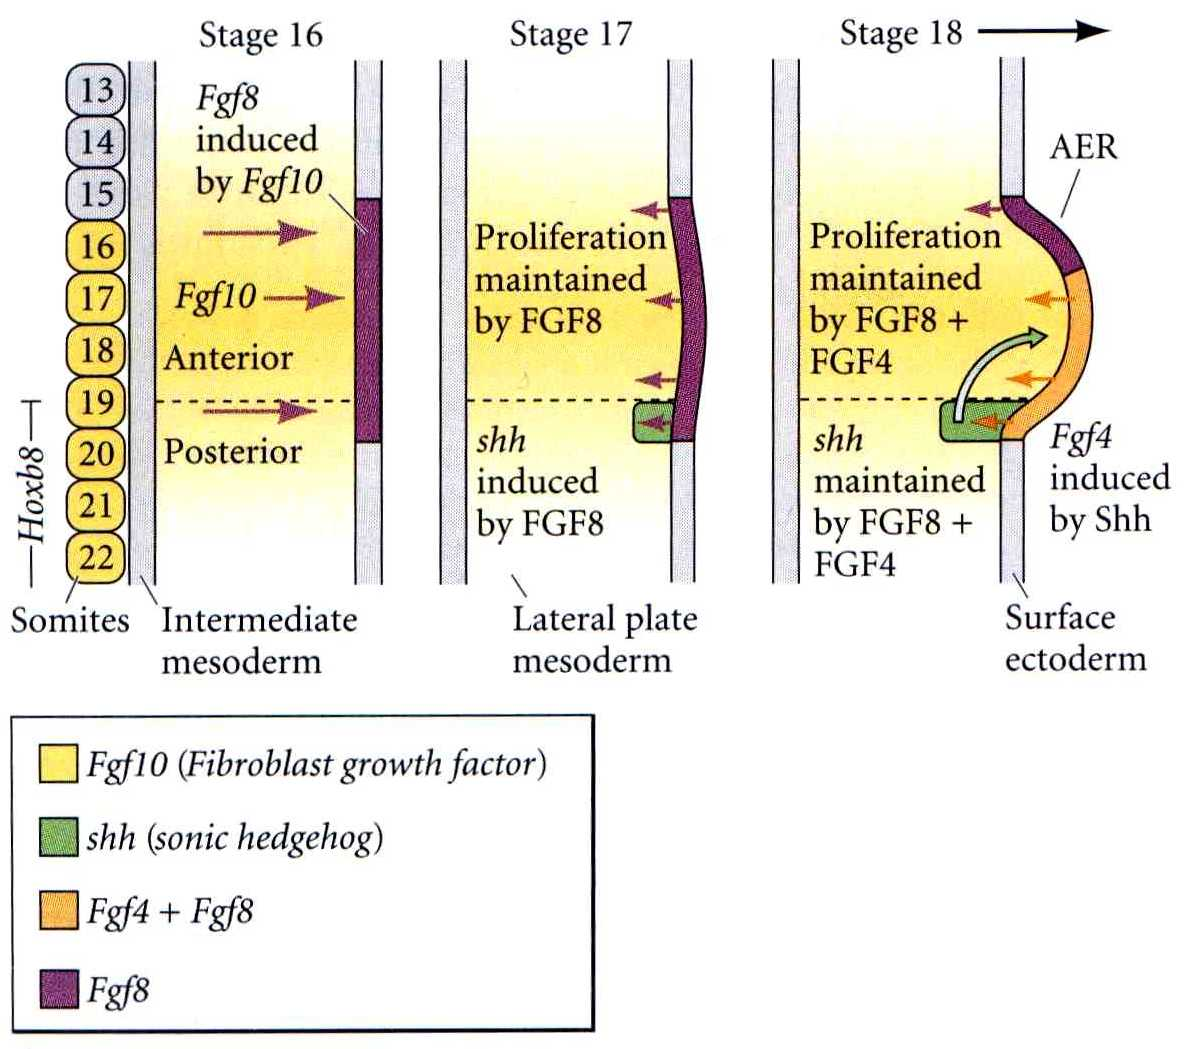 Stage 16
Stage 17
Stage 18
13
14
15
16
17
18
19
20
21
22
Hoxb8
Somites
Fgf8
induced
by Fgf10
Fgf10
Anterior
Posterior
Intermediate
mesoderm
Proliferation
maintained
by FGF8
shh
induced
by FGF8
Lateral plate
mesoderm
AER
Proliferation
maintained
by FGF8 +
FGF4
shh
maintained
by FGF8 +
FGF4
Fgf4
induced
by Shh
Surface
ectoderm
Fgf10 (Fibroblast growth factor)
shh (sonic hedgehog)
Fgf4 + Fgf8
Fgf8